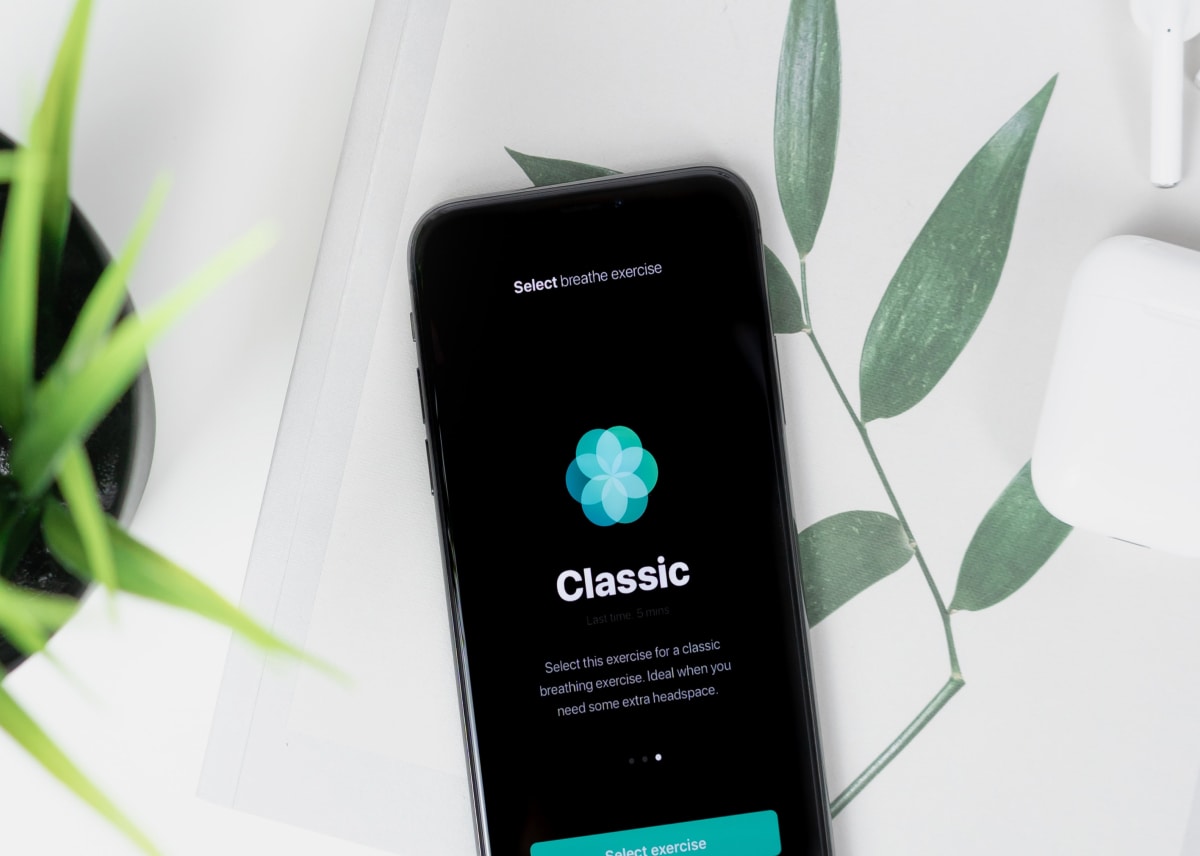 Select breathe exercise
Classic
Last time: 5 mins
Select this exercise for a classic
breathing exercise. Ideal when you
need some extra headspace.
Select exercise